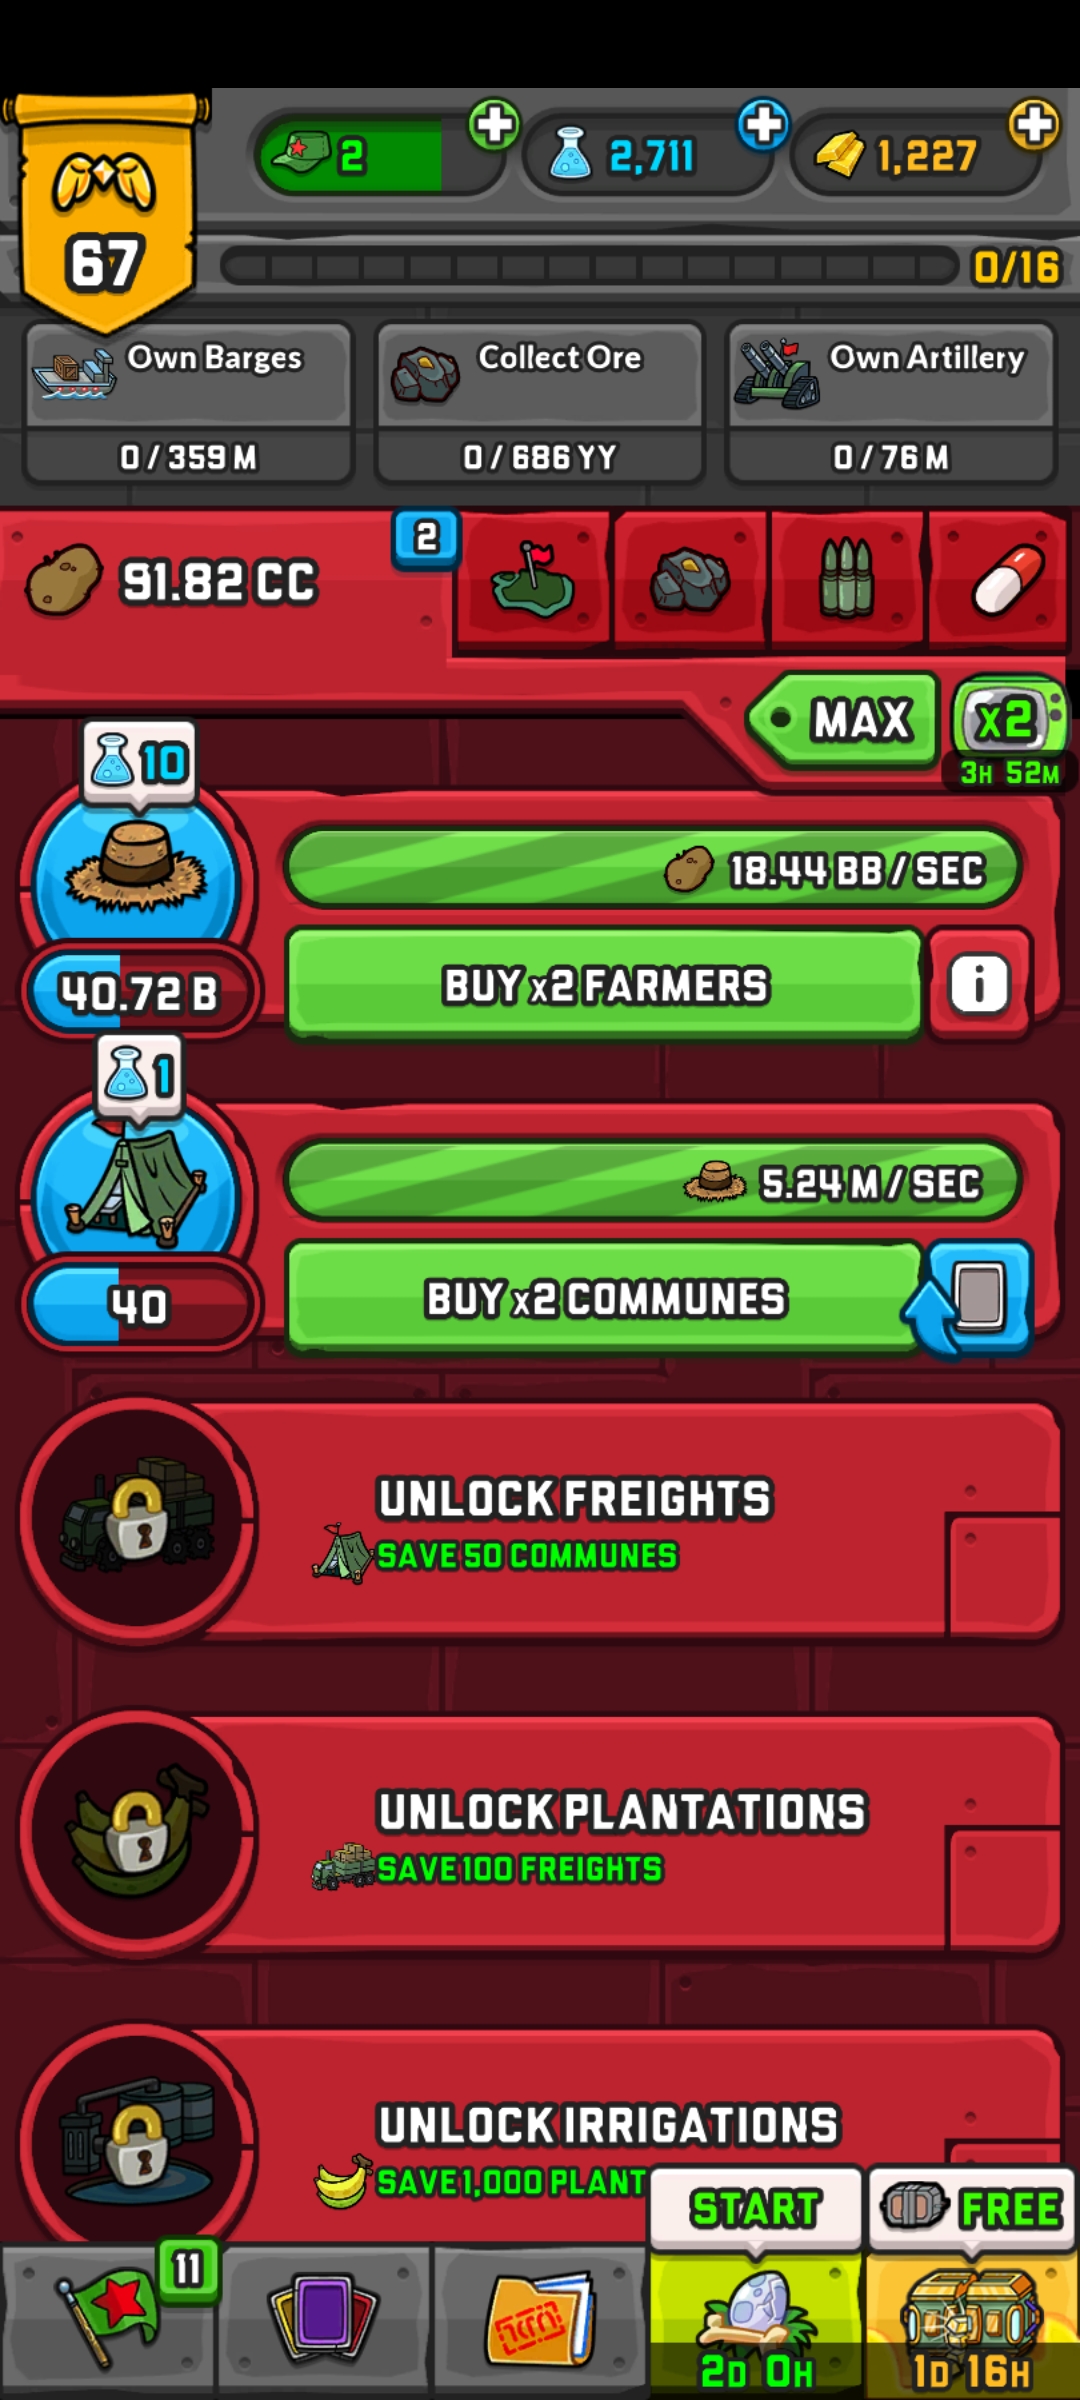 2
2,711
1,227
67
0/16
Own Barges
0 / 359 M
Collect Ore
0 / 686 YY
Own Artillery
0 / 76 M
91.82 CC
2
MAX
x2
3H 52M
10
18.44 BB / SEC
40.72 B
BUY x2 FARMERS
i
1
5.24 M / SEC
40
BUY x2 COMMUNES
UNLOCK FREIGHTS
SAVE 50 COMMUNES
UNLOCK PLANTATIONS
SAVE 100 FREIGHTS
UNLOCK IRRIGATIONS
SAVE 1,000 PLANT
START
FREE
11
2D 0H
1D 16H